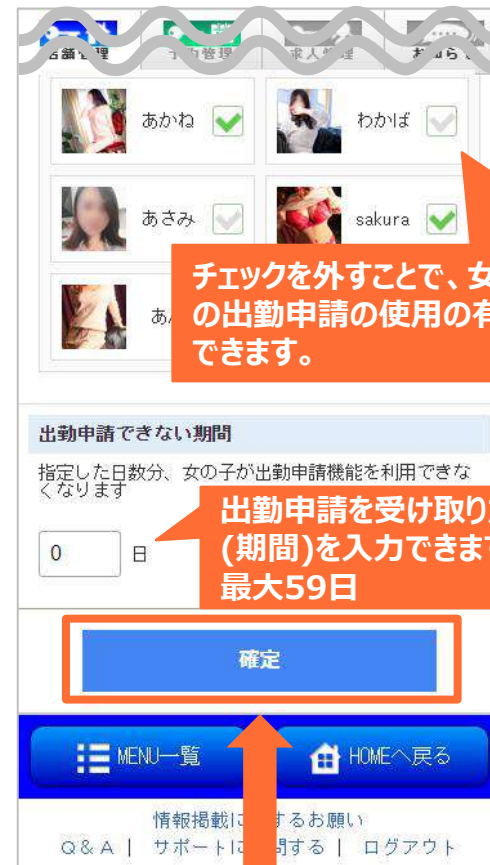 求人管理
あかね
わかば
あさみ
sakura
チェックを外すことで、女
の出勤申請の使用の有
できます。
出勤申請できない期間
指定した日数分、女の子が出勤申請機能を利用できな
くなります
出勤申請を受け取り
(期間)を入力できま
最大59日
0 日
確定
MENU一覧
HOMEへ戻る
情報掲載に するお願い
Q&A | サポートに 問する | ログアウト